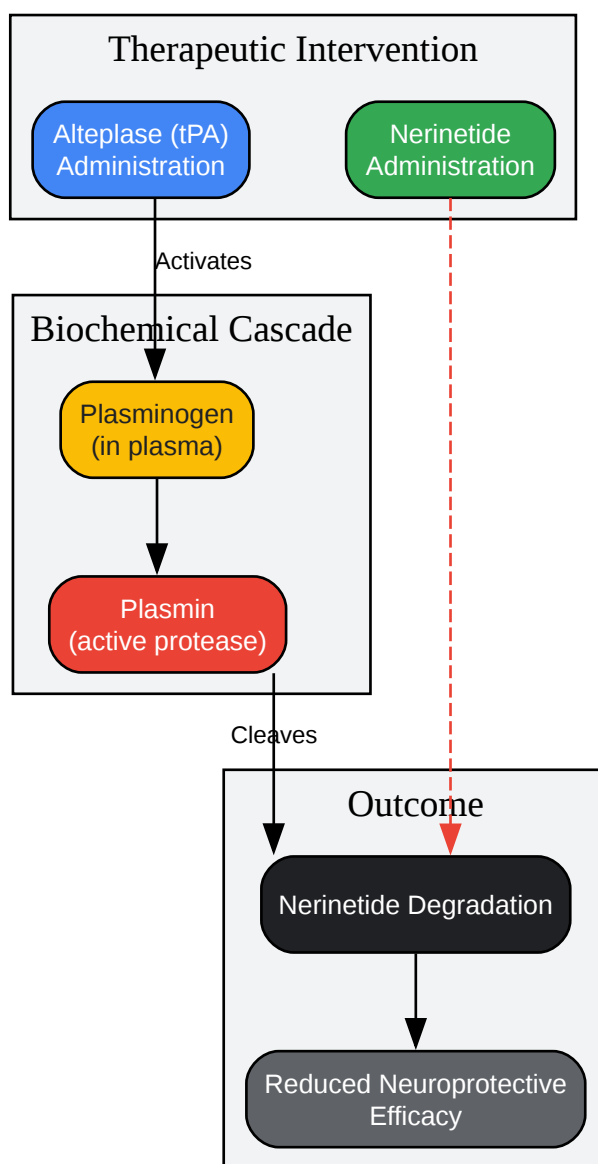 Therapeutic Intervention
Alteplase (tPA)
Administration
Nerinetide
Administration
Activates
Biochemical Cascade
Plasminogen
(in plasma)
Plasmin
(active protease)
Cleaves
Outcome
Nerinetide Degradation
Reduced Neuroprotective
Efficacy